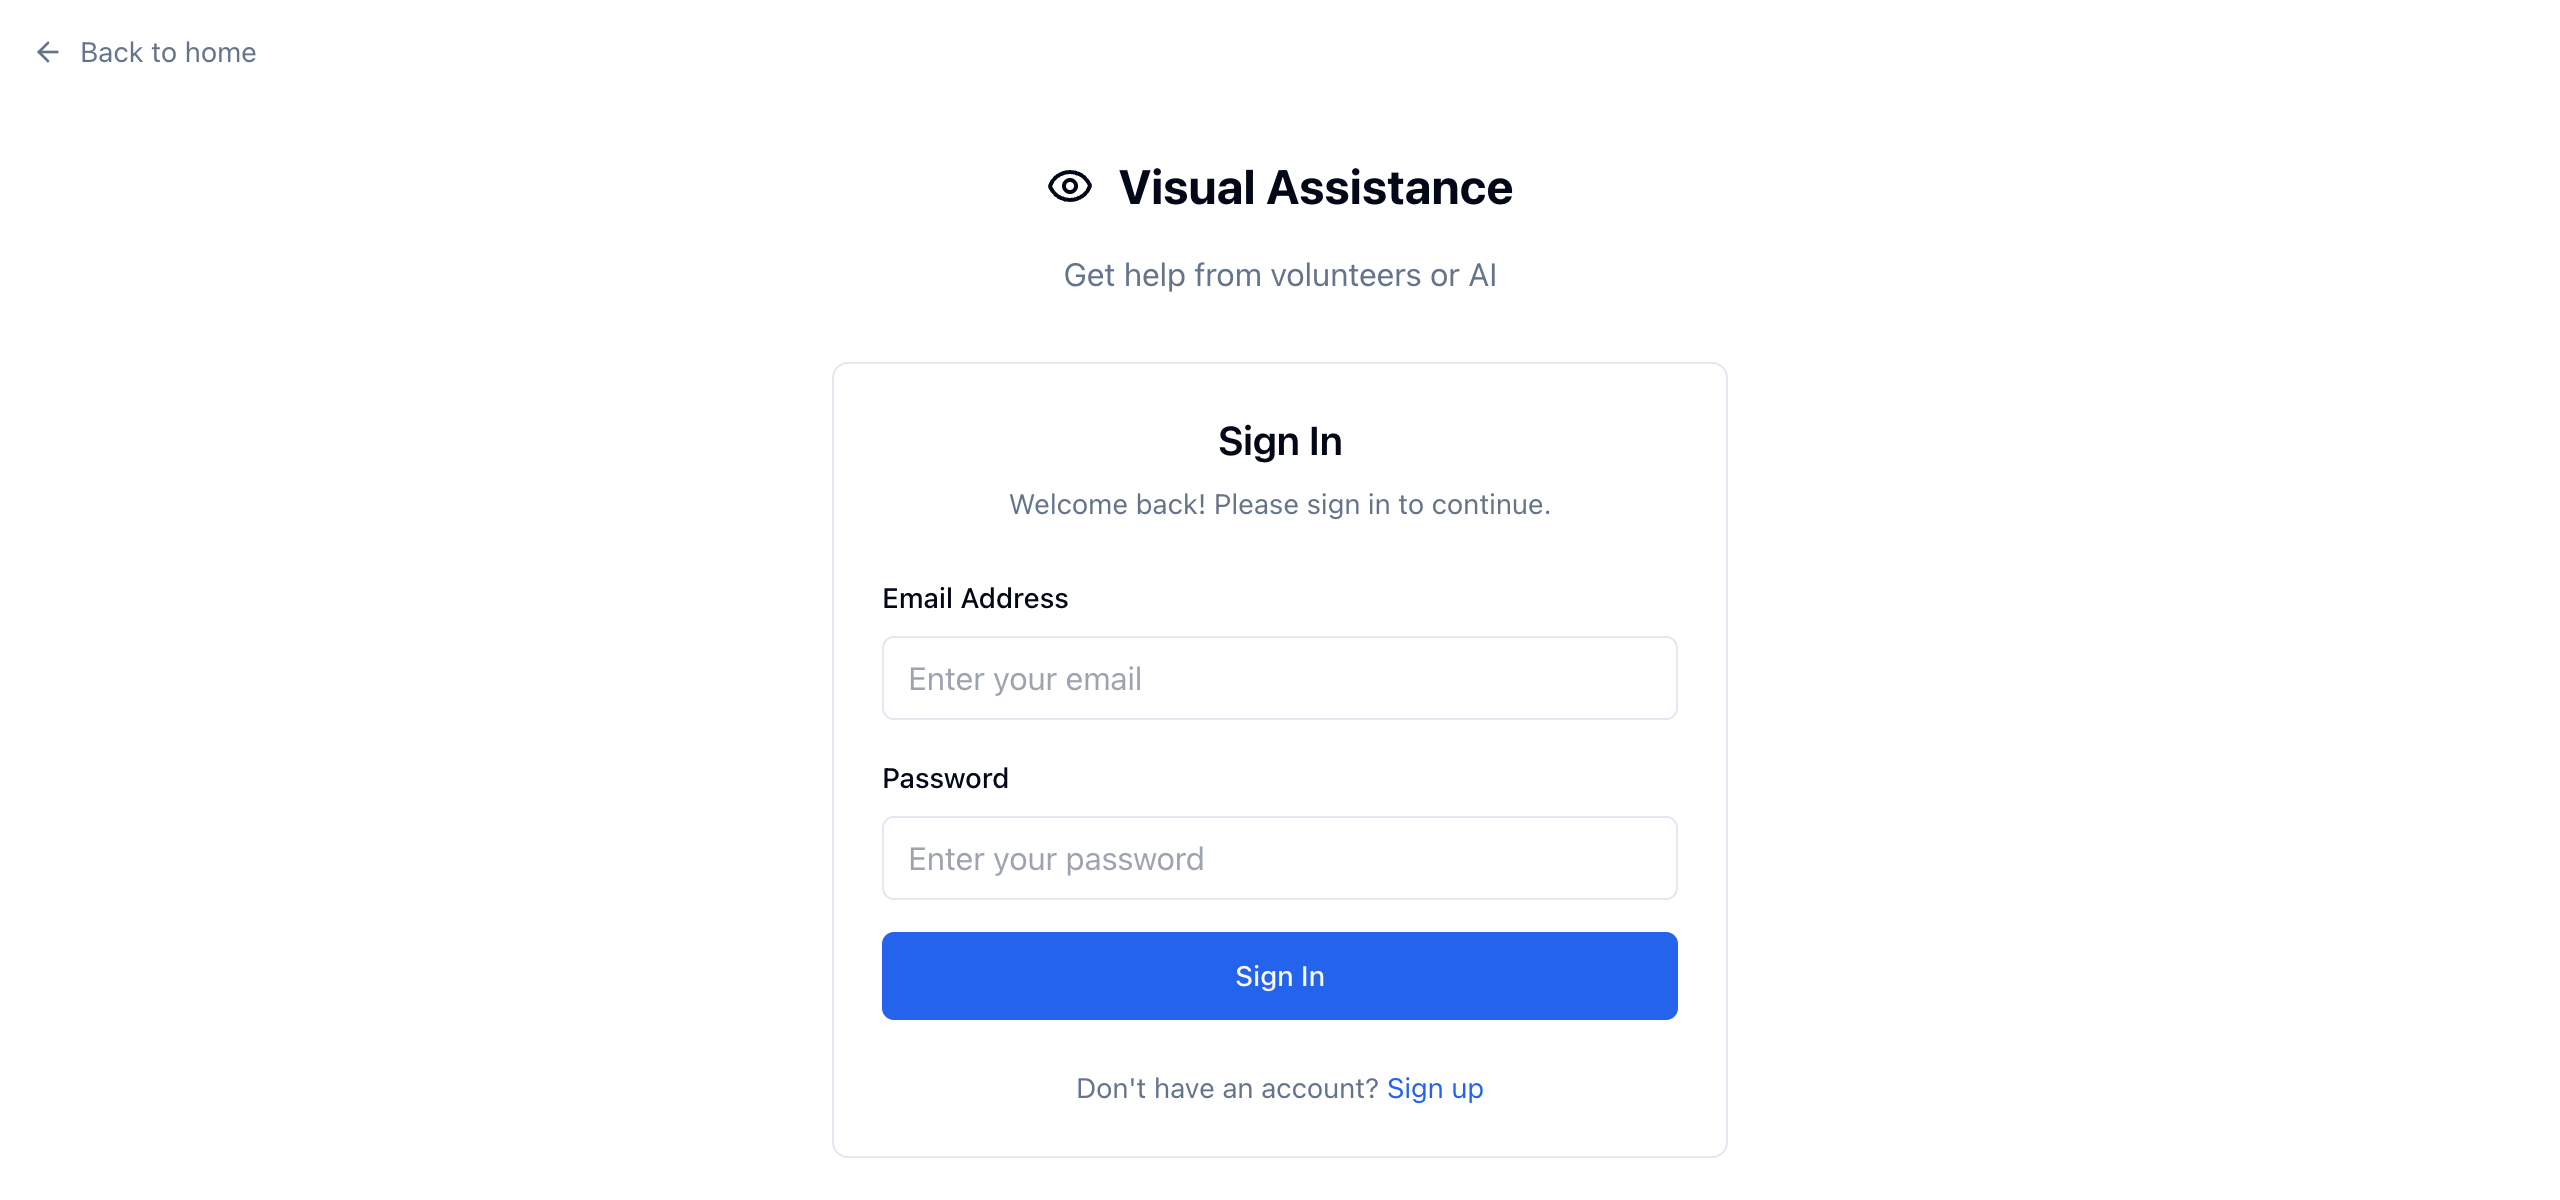 Back to home
Visual Assistance
Get help from volunteers or AI
Sign In
Welcome back! Please sign in to continue.
Email Address
Enter your email
Password
Enter your password
Sign In
Don't have an account? Sign up